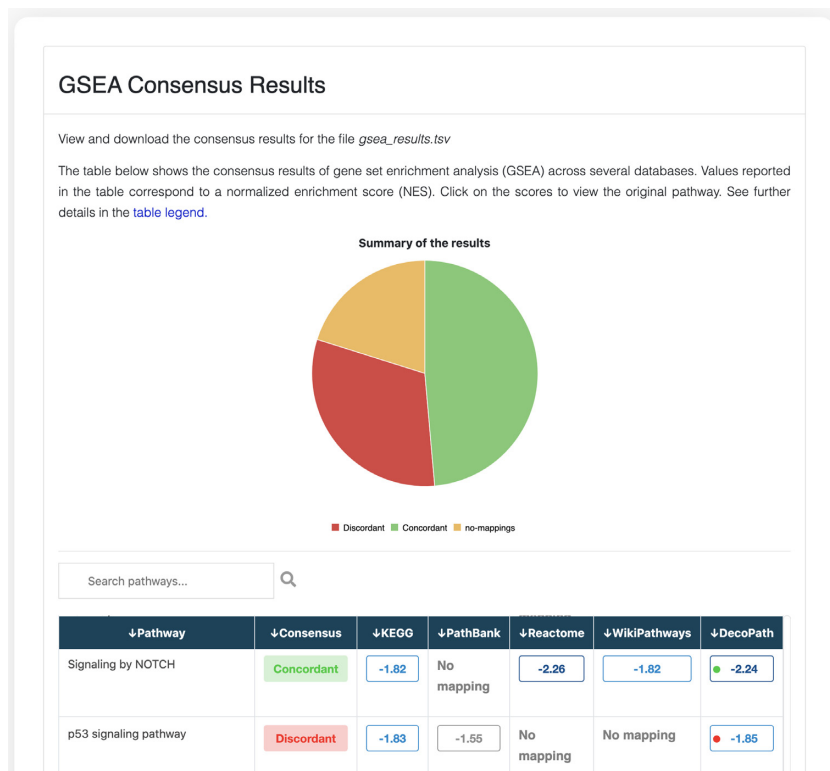 GSEA Consensus Results
View and download the consensus results for the file gsea_results.tsv
The table below shows the consensus results of gene set enrichment analysis (GSEA) across several databases. Values reported
in the table correspond to a normalized enrichment score (NES). Click on the scores to view the original pathway. See further
details in the table legend.
Summary of the results
Discordant Concordant no-mappings
Search pathways...
↓Pathway ↓Consensus ↓KEGG ↓PathBank ↓Reactome ↓WikiPathways ↓DecoPath
Signaling by NOTCH Concordant -1.82 No mapping -2.26 -1.82 -2.24
p53 signaling pathway Discordant -1.83 -1.55 No mapping No mapping -1.85